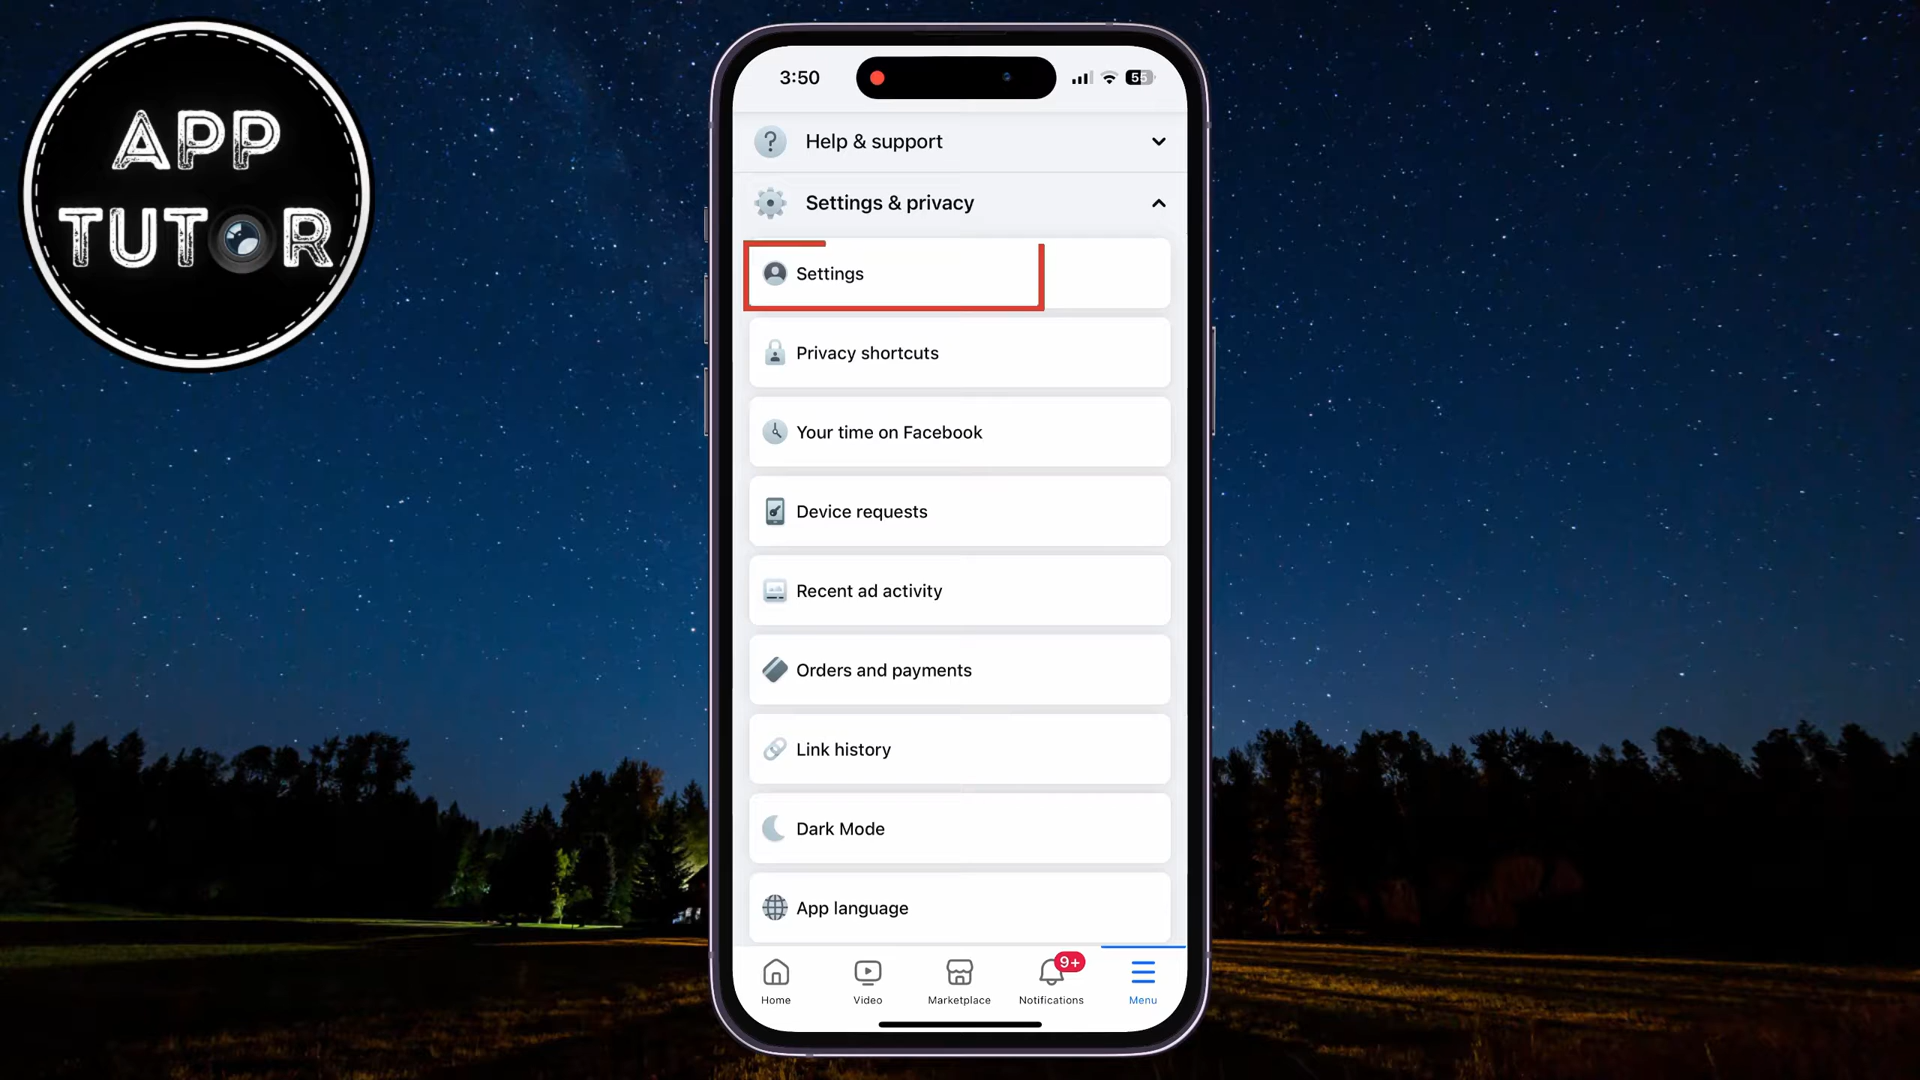 APP
TUTOR
3:50
55
Help & support
Settings & privacy
Settings
Privacy shortcuts
Your time on Facebook
Device requests
Recent ad activity
Orders and payments
Link history
Dark Mode
App language
9+
Home
Video
Marketplace
Notifications
Menu